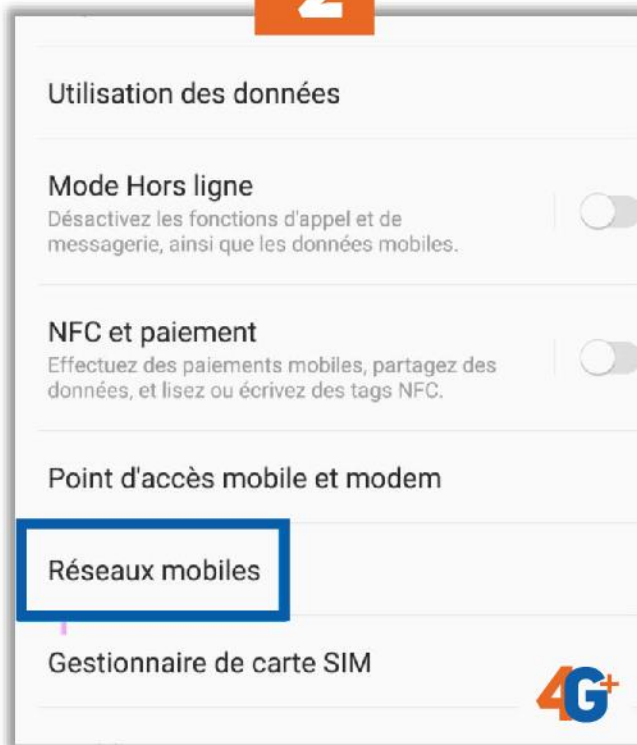 2
Utilisation des données
Mode Hors ligne
Désactivez les fonctions d'appel et de
messagerie, ainsi que les données mobiles.
NFC et paiement
Effectuez des paiements mobiles, partagez des
données, et lisez ou écrivez des tags NFC.
Point d'accès mobile et modem
Réseaux mobiles
Gestionnaire de carte SIM
4G+